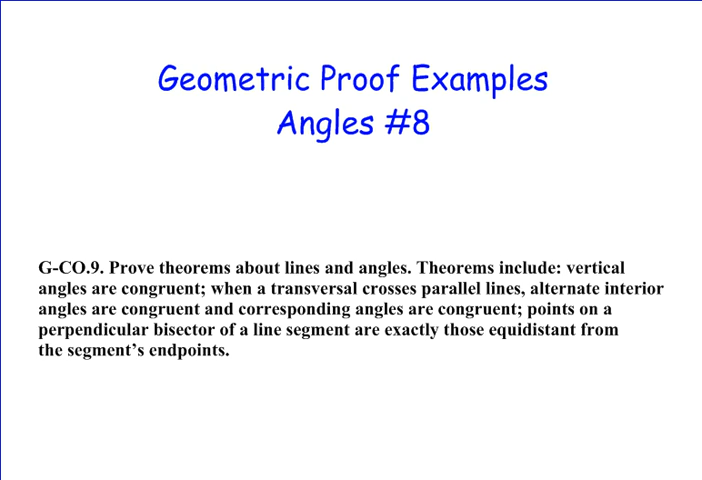 Geometric Proof Examples
Angles #8
G-CO.9. Prove theorems about lines and angles. Theorems include: vertical
angles are congruent; when a transversal crosses parallel lines, alternate interior
angles are congruent and corresponding angles are congruent; points on a
perpendicular bisector of a line segment are exactly those equidistant from
the segment’s endpoints.